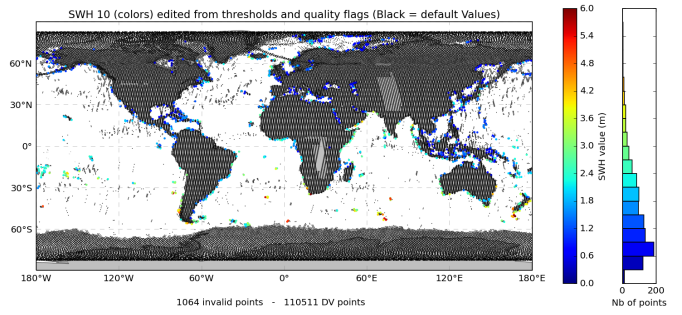 SWH 10 (colors) edited from thresholds and quality flags (Black = default Values)
60°N
30°N
0°
30°S
60°S
180°W 120°W 60°W 0° 60°E 120°E 180°E
1064 invalid points - 110511 DV points
6.0
5.4
4.8
4.2
3.6
3.0
2.4
1.8
1.2
0.6
0.0
SWH value (m)
0 200
Nb of points